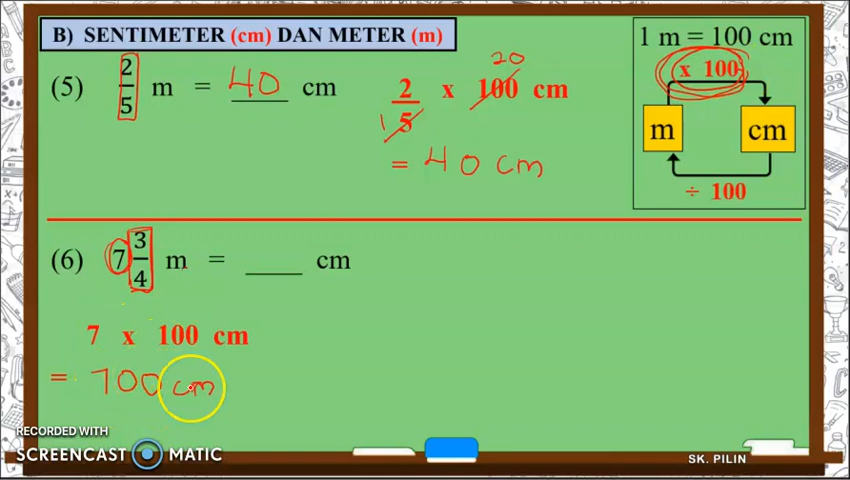 B) SENTIMETER (cm) DAN METER (m)
1 m = 100 cm
x 100
m cm
÷ 100
(5) 2/5 m = 40 cm
2/5 x 100 cm
20
1
= 40 cm
(6) 7 3/4 m = ____ cm
7 x 100 cm
= 700 cm
RECORDED WITH
SCREENCAST MATIC
SK. PILIN